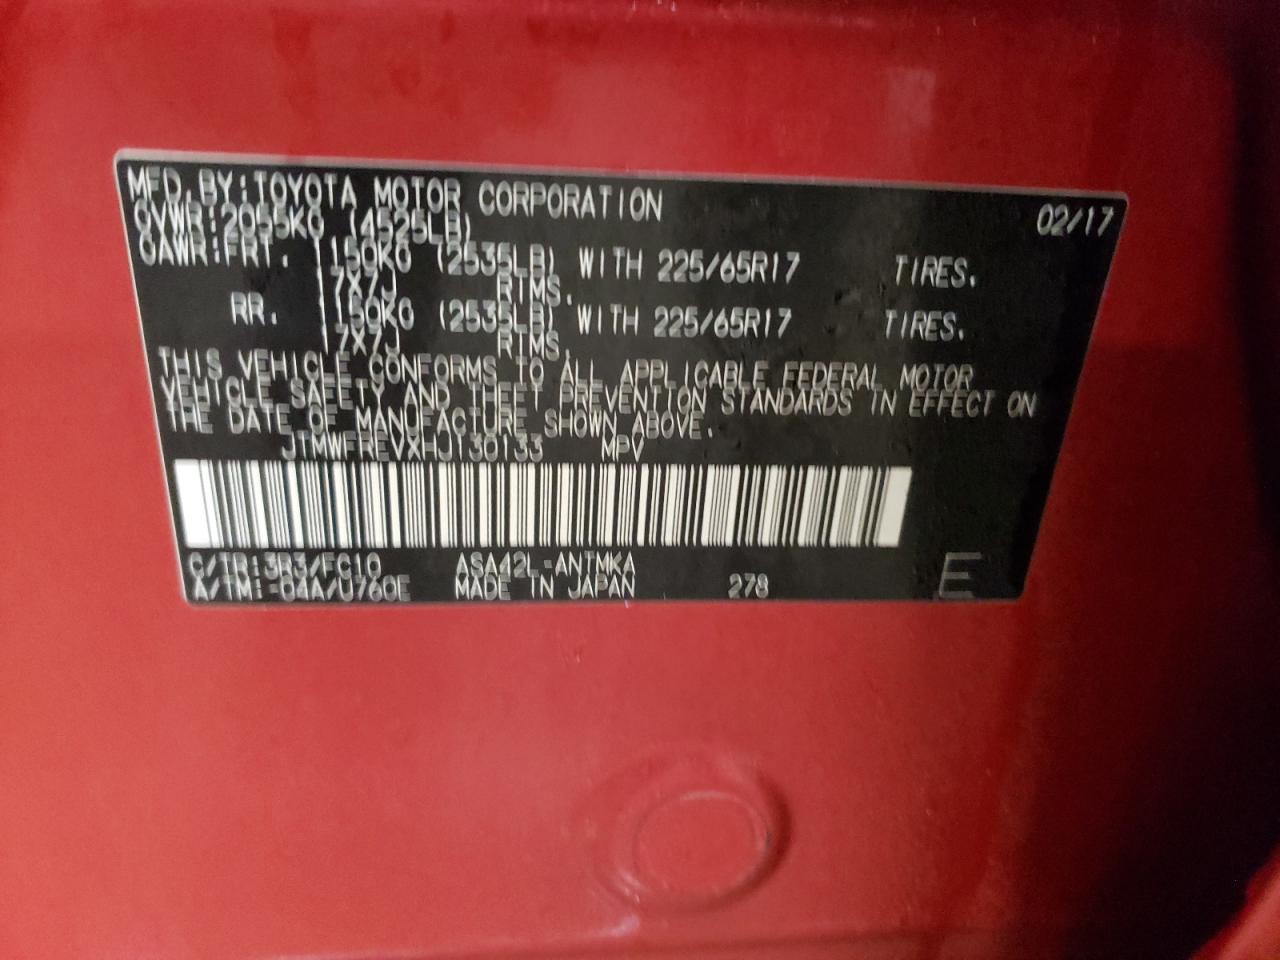 MFD.BY:TOYOTA MOTOR CORPORATION 02/17
GVWR:2055KG (4525LB)
GAWR:FRT. 1150KG (2535LB) WITH 225/65R17 TIRES.
17X7J RIMS.
RR. 1150KG (2535LB) WITH 225/65R17 TIRES.
17X7J RIMS.
THIS VEHICLE CONFORMS TO ALL APPLICABLE FEDERAL MOTOR
VEHICLE SAFETY AND THEFT PREVENTION STANDARDS IN EFFECT ON
THE DATE OF MANUFACTURE SHOWN ABOVE.
JTMWFREVXHJ130133 MPV
C/TR:3R3/FC10 ASA42L-ANTMKA
A/TM:-04A/U760E MADE IN JAPAN 278 E